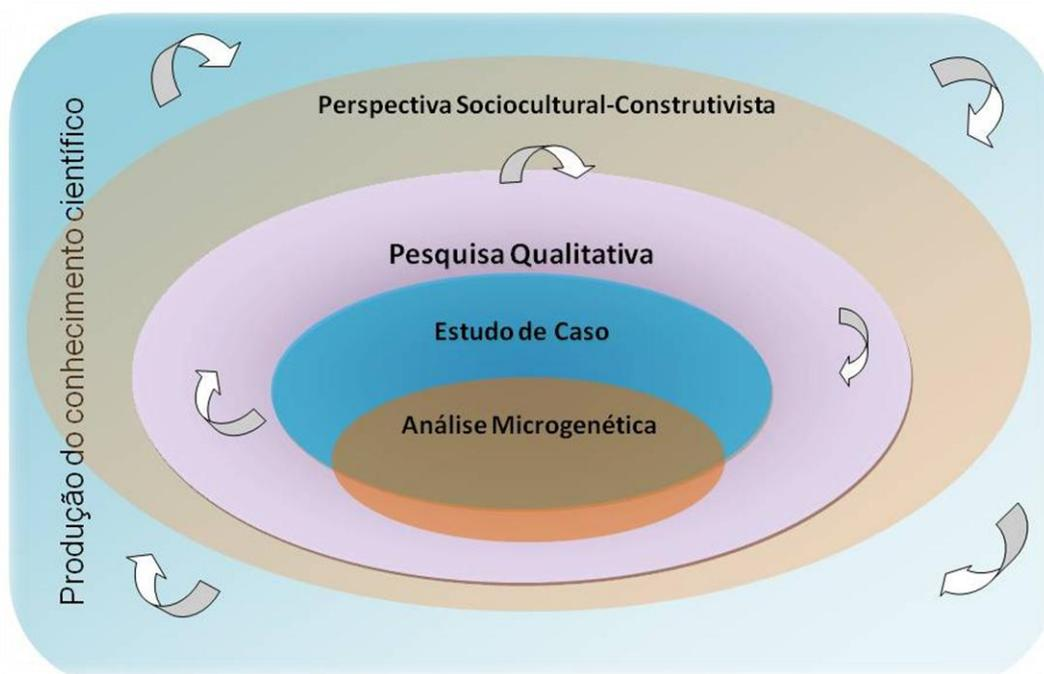 Produção do conhecimento científico
Perspectiva Sociocultural-Construtivista
Pesquisa Qualitativa
Estudo de Caso
Análise Microgenética